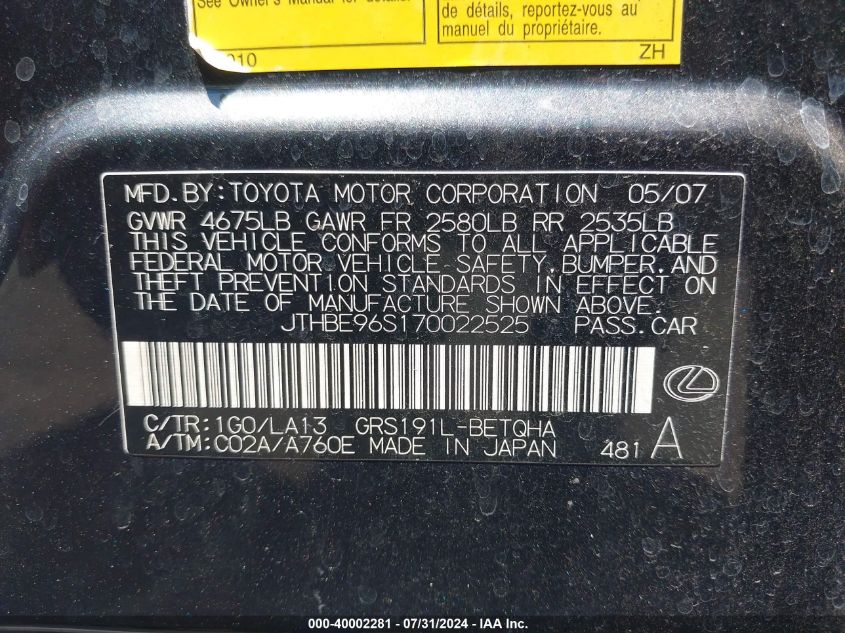 See Owner's Manual for details.
de détails, reportez-vous au
manuel du propriétaire.
ZH
MFD.BY:TOYOTA MOTOR CORPORATION 05/07
GVWR 4675LB GAWR FR 2580LB RR 2535LB
THIS VEHICLE CONFORMS TO ALL APPLICABLE
FEDERAL MOTOR VEHICLE SAFETY,BUMPER,AND
THEFT PREVENTION STANDARDS IN EFFECT ON
THE DATE OF MANUFACTURE SHOWN ABOVE.
JTHBE96S170022525 PASS.CAR
C/TR:1G0/LA13 GRS191L-BETQHA
A/TM:C02A/A760E MADE IN JAPAN 481 A
000-40002281 - 07/31/2024 - IAA Inc.